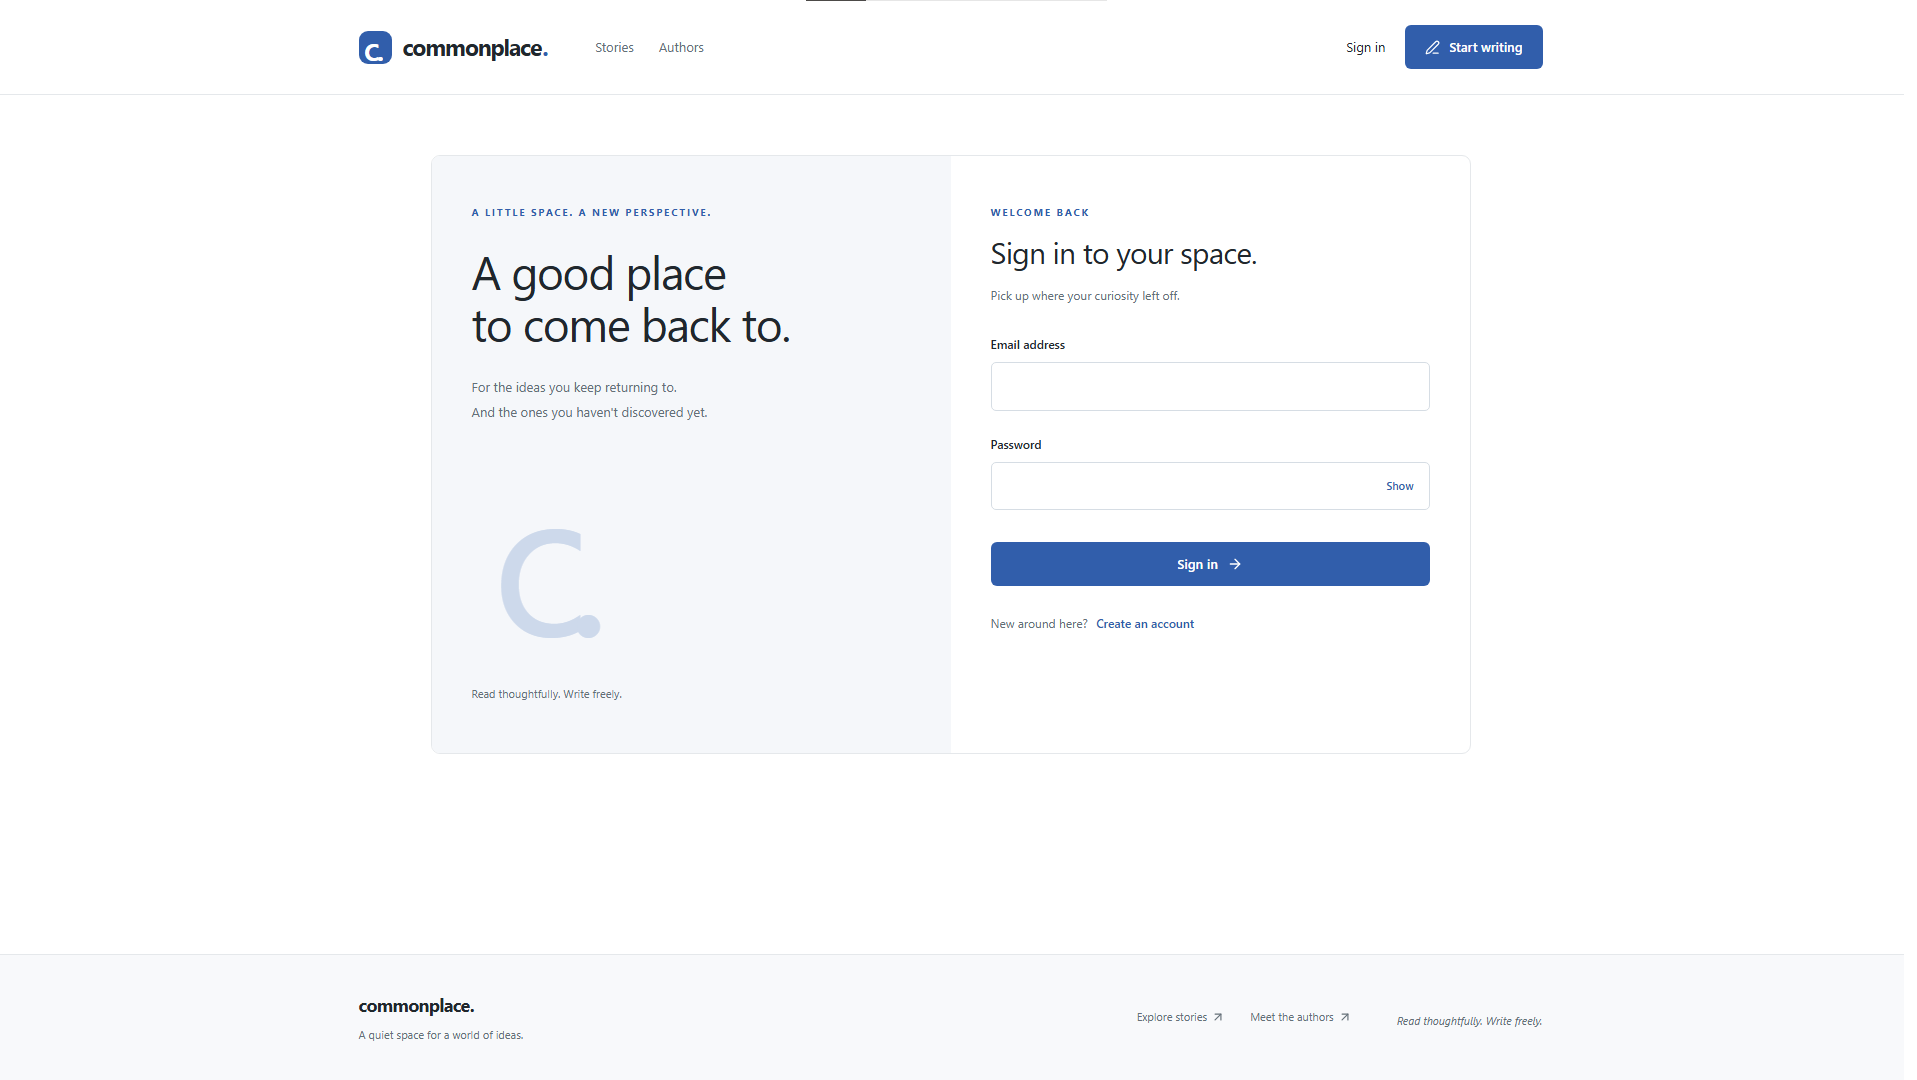 commonplace.
Stories
Authors
Sign in
Start writing
A LITTLE SPACE. A NEW PERSPECTIVE.
A good place
to come back to.
For the ideas you keep returning to.
And the ones you haven't discovered yet.
C.
Read thoughtfully. Write freely.
WELCOME BACK
Sign in to your space.
Pick up where your curiosity left off.
Email address
Password
Show
Sign in
New around here? Create an account
commonplace.
A quiet space for a world of ideas.
Explore stories
Meet the authors
Read thoughtfully. Write freely.